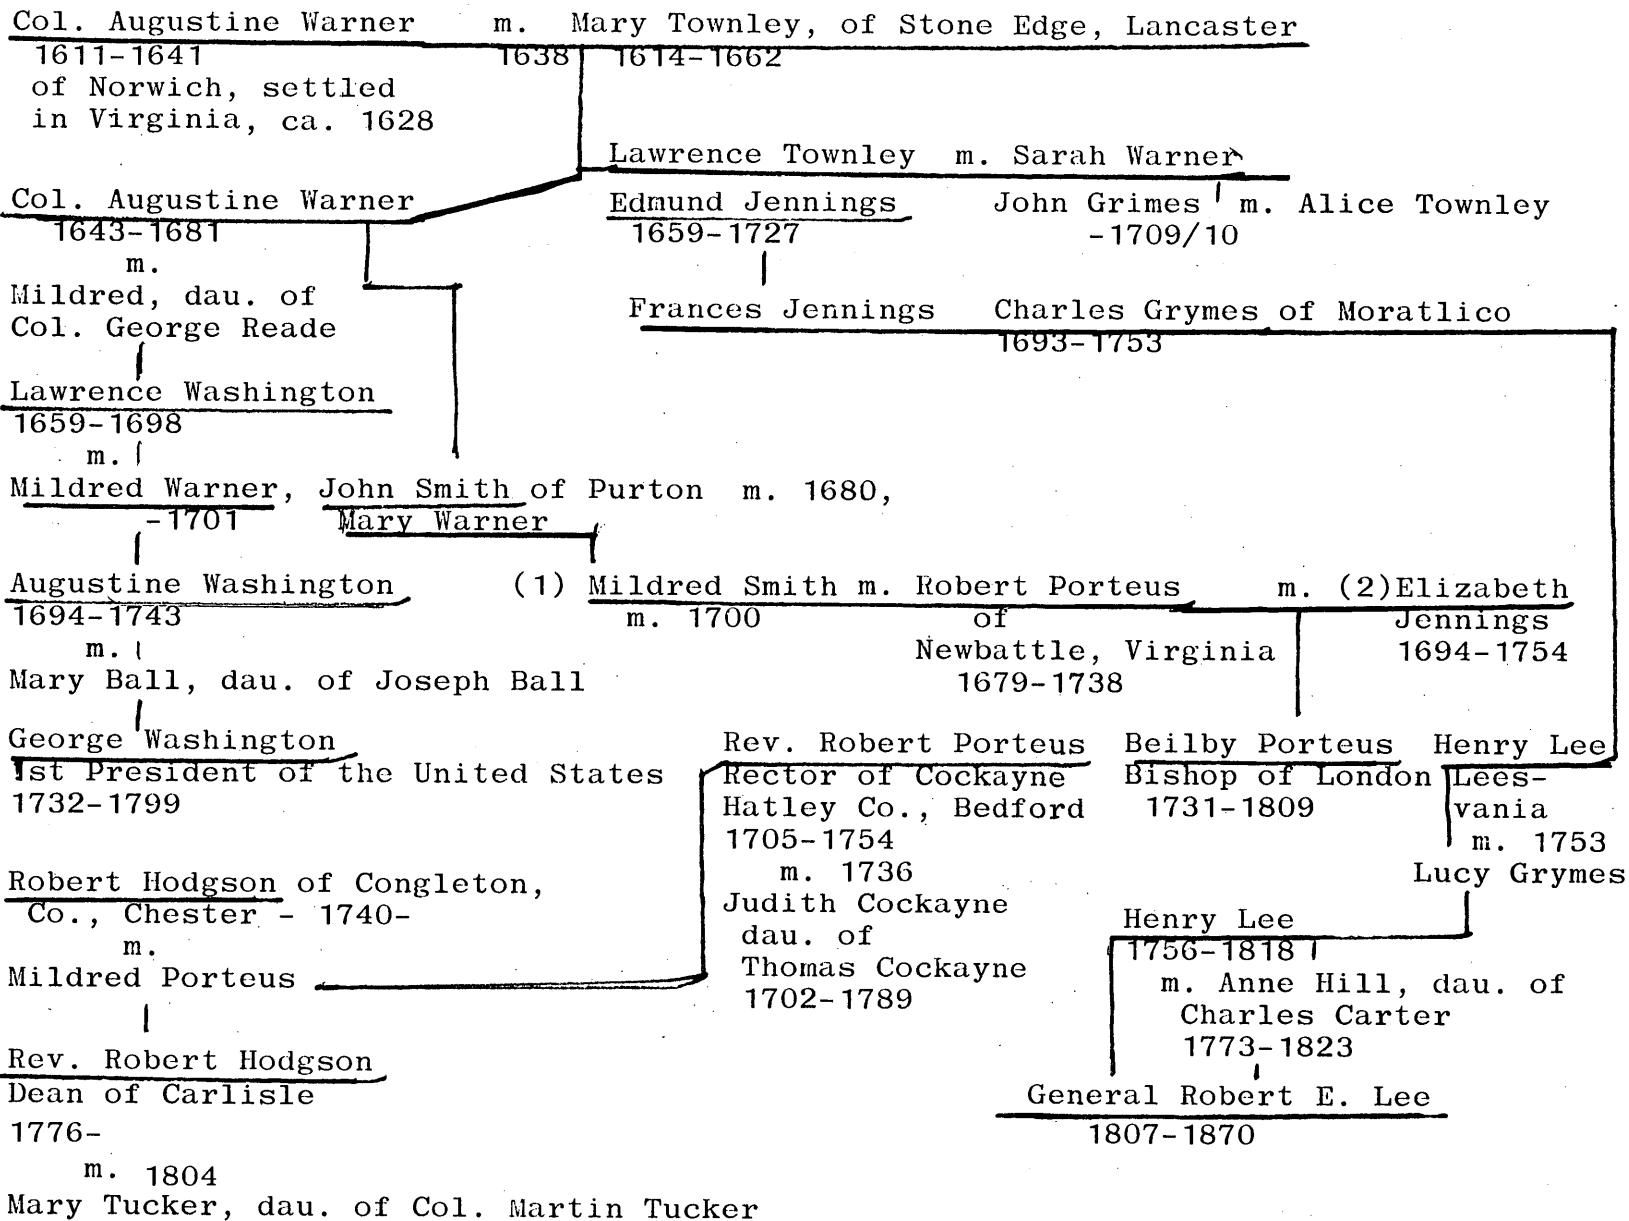 Col. Augustine Warner m. Mary Townley, of Stone Edge, Lancaster
1611-1641 1638 1614-1662
of Norwich, settled
in Virginia, ca. 1628
Lawrence Townley m. Sarah Warner
Col. Augustine Warner Edmund Jennings John Grimes m. Alice Townley
1643-1681 1659-1727 -1709/10
m.
Mildred, dau. of Frances Jennings Charles Grymes of Moratlico
Col. George Reade 1693-1753
Lawrence Washington
1659-1698
m.
Mildred Warner, John Smith of Purton m. 1680,
-1701 Mary Warner
Augustine Washington (1) Mildred Smith m. Robert Porteus m. (2)Elizabeth
1694-1743 m. 1700 of Jennings
m. Newbattle, Virginia 1694-1754
Mary Ball, dau. of Joseph Ball 1679-1738
George Washington Rev. Robert Porteus Beilby Porteus Henry Lee
1st President of the United States Rector of Cockayne Bishop of London Lees-
1732-1799 Hatley Co., Bedford 1731-1809 vania
1705-1754 m. 1753
m. 1736 Lucy Grymes
Robert Hodgson of Congleton, Judith Cockayne
Co., Chester - 1740- dau. of Henry Lee
m. Thomas Cockayne 1756-1818
Mildred Porteus 1702-1789 m. Anne Hill, dau. of
Charles Carter
1773-1823
Rev. Robert Hodgson
Dean of Carlisle General Robert E. Lee
1776- 1807-1870
m. 1804
Mary Tucker, dau. of Col. Martin Tucker